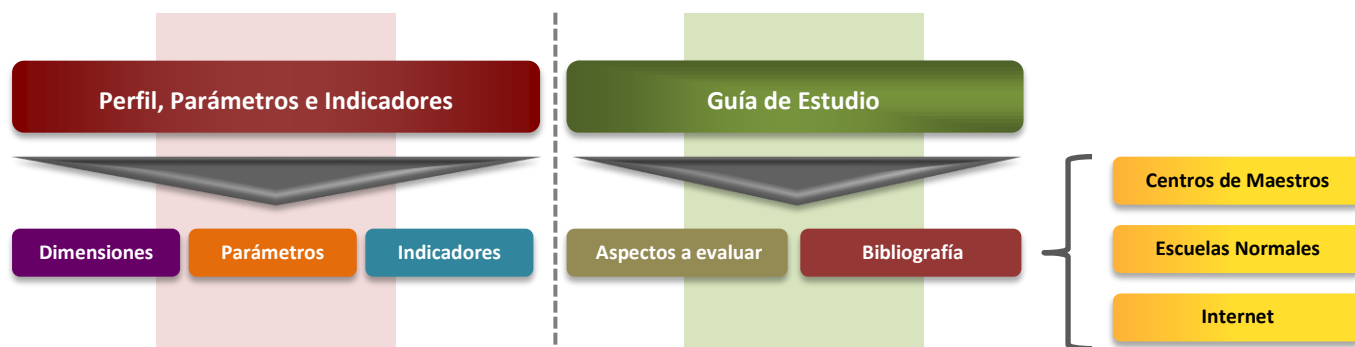 Perfil, Parámetros e Indicadores
Guía de Estudio
Dimensiones
Parámetros
Indicadores
Aspectos a evaluar
Bibliografía
Centros de Maestros
Escuelas Normales
Internet